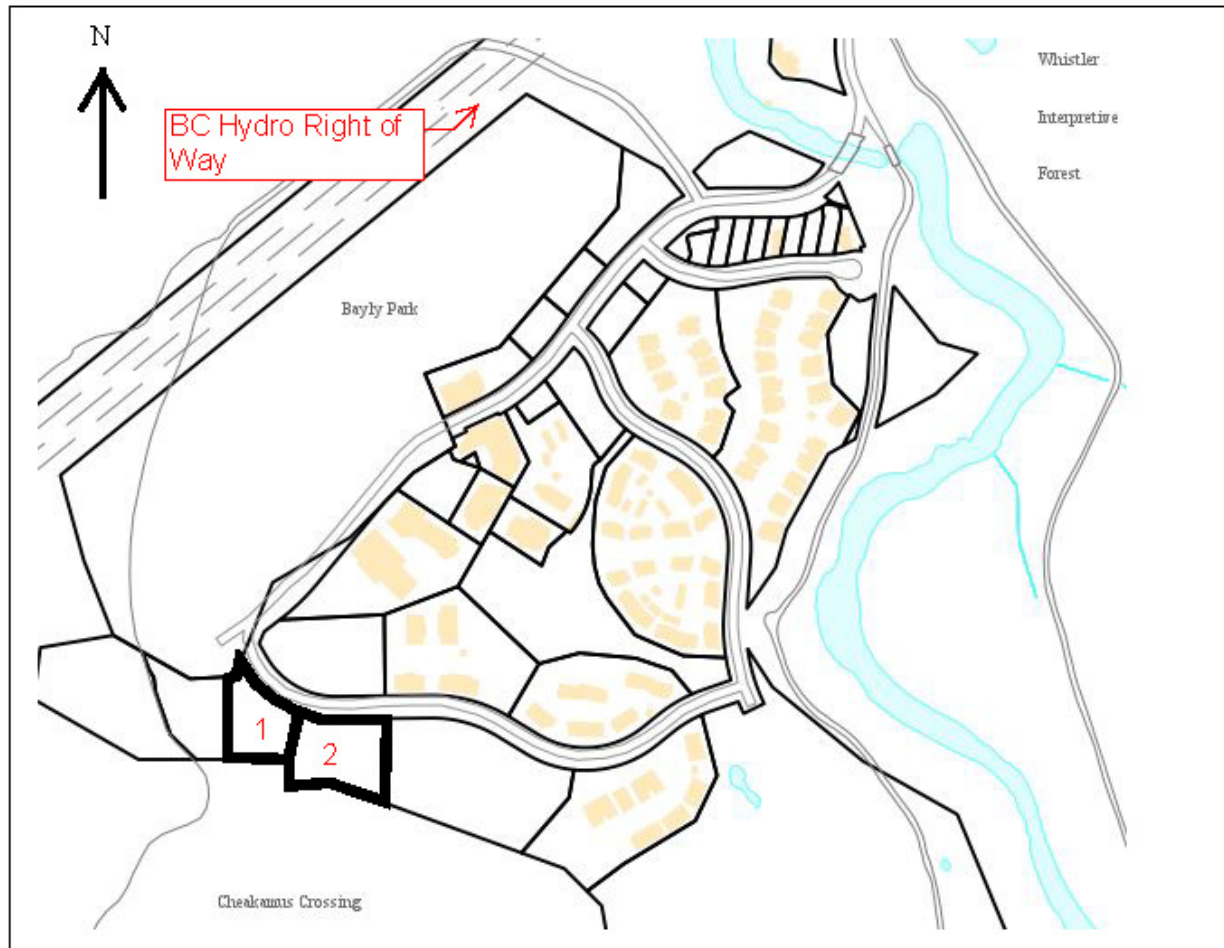 N
Whistler
Interpretive
Forest
BC Hydro Right of
Way
Bayly Park
1
2
Cheakamus Crossing